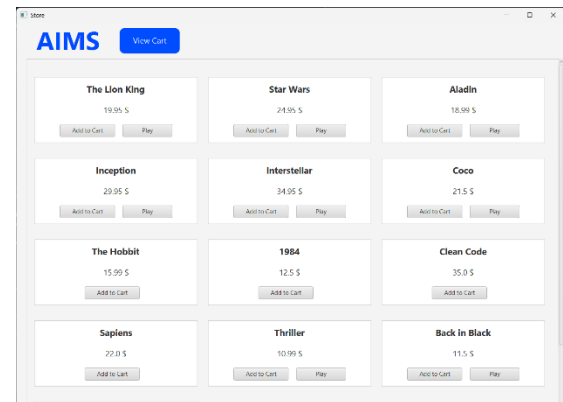 Store
AIMS View Cart
The Lion King Star Wars Aladin
19.95 $ 24.95 $ 18.99 $
Add to Cart Play Add to Cart Play Add to Cart Play
Inception Interstellar Coco
29.95 $ 34.95 $ 21.5 $
Add to Cart Play Add to Cart Play Add to Cart Play
The Hobbit 1984 Clean Code
15.99 $ 12.5 $ 35.0 $
Add to Cart Add to Cart Add to Cart
Sapiens Thriller Back in Black
22.0 $ 10.99 $ 11.5 $
Add to Cart Add to Cart Play Add to Cart Play